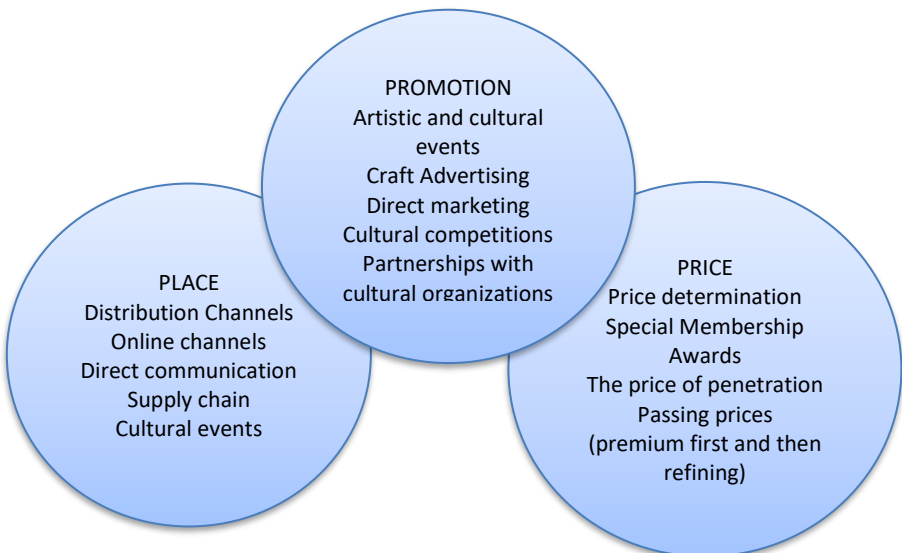 PROMOTION
Artistic and cultural
events
Craft Advertising
Direct marketing
Cultural competitions
Partnerships with
cultural organizations
PLACE
Distribution Channels
Online channels
Direct communication
Supply chain
Cultural events
PRICE
Price determination
Special Membership
Awards
The price of penetration
Passing prices
(premium first and then
refining)